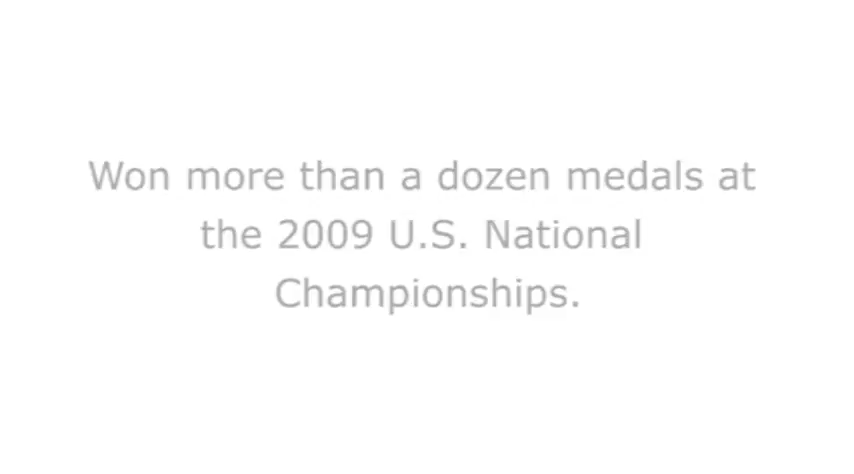 Won more than a dozen medals at
the 2009 U.S. National
Championships.